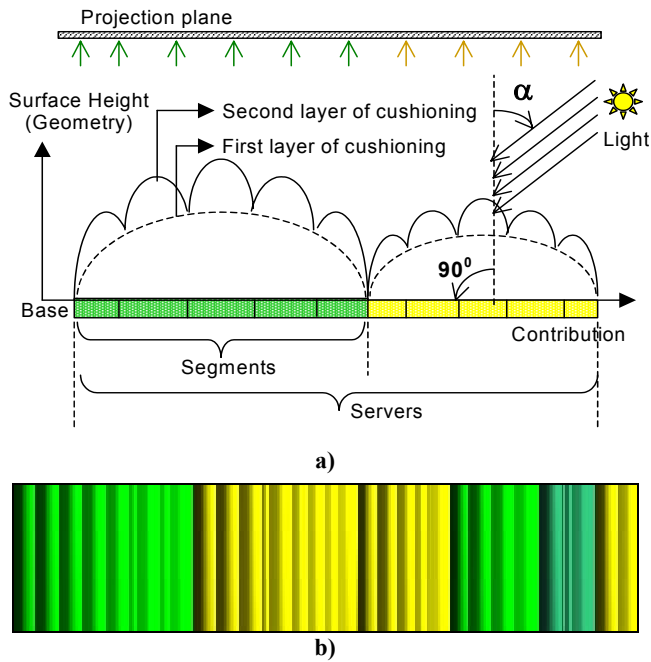 Projection plane
Surface Height
(Geometry)
Second layer of cushioning
First layer of cushioning
α
Light
90⁰
Base
Contribution
Segments
Servers
a)
b)